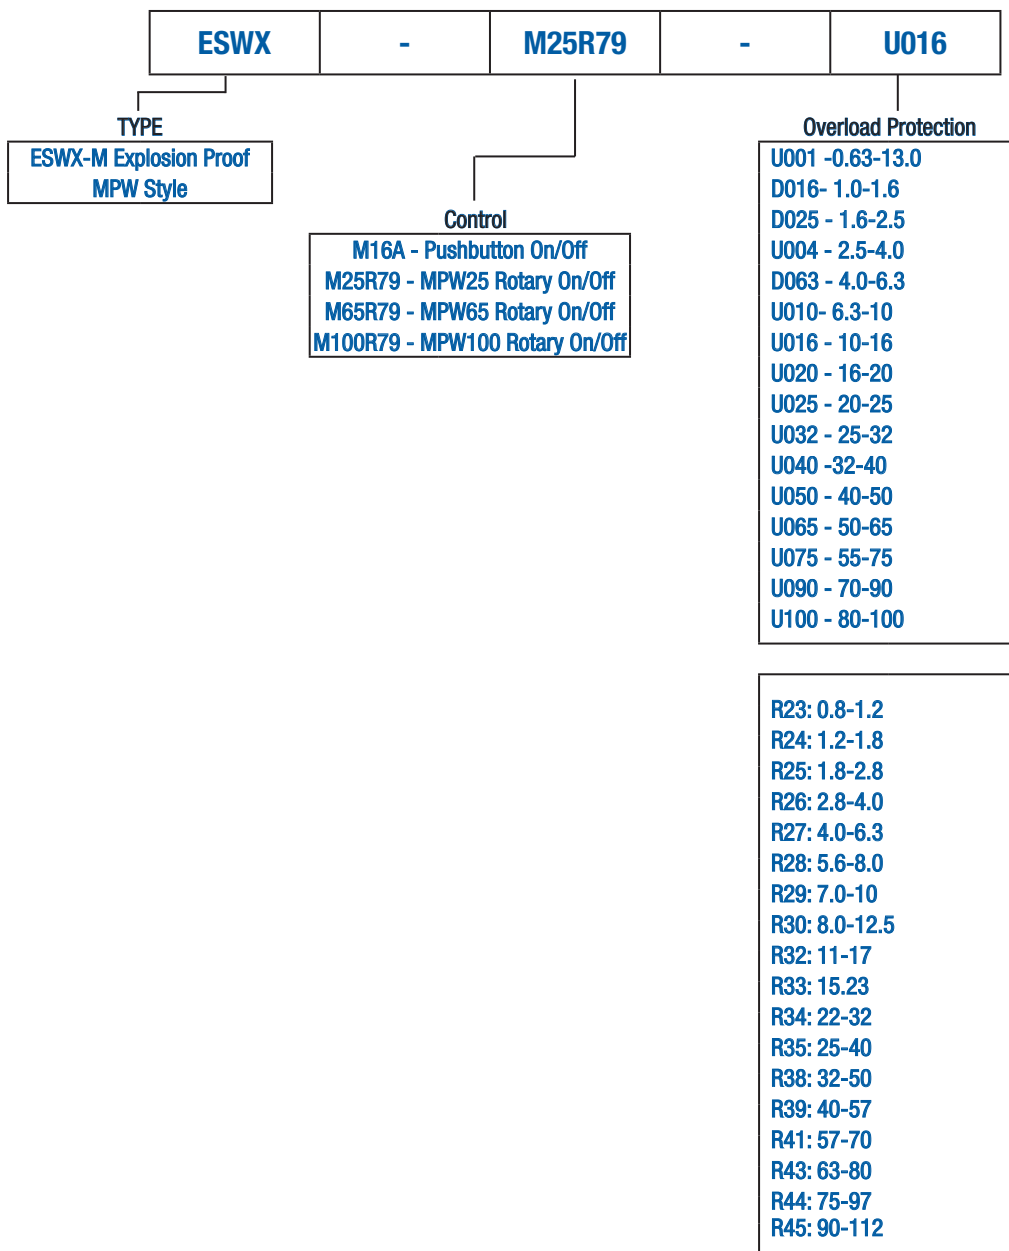 ESWX - M25R79 - U016
TYPE
ESWX-M Explosion Proof
MPW Style
Control
M16A - Pushbutton On/Off
M25R79 - MPW25 Rotary On/Off
M65R79 - MPW65 Rotary On/Off
M100R79 - MPW100 Rotary On/Off
Overload Protection
U001 -0.63-13.0
D016- 1.0-1.6
D025 - 1.6-2.5
U004 - 2.5-4.0
D063 - 4.0-6.3
U010- 6.3-10
U016 - 10-16
U020 - 16-20
U025 - 20-25
U032 - 25-32
U040 -32-40
U050 - 40-50
U065 - 50-65
U075 - 55-75
U090 - 70-90
U100 - 80-100
R23: 0.8-1.2
R24: 1.2-1.8
R25: 1.8-2.8
R26: 2.8-4.0
R27: 4.0-6.3
R28: 5.6-8.0
R29: 7.0-10
R30: 8.0-12.5
R32: 11-17
R33: 15.23
R34: 22-32
R35: 25-40
R38: 32-50
R39: 40-57
R41: 57-70
R43: 63-80
R44: 75-97
R45: 90-112